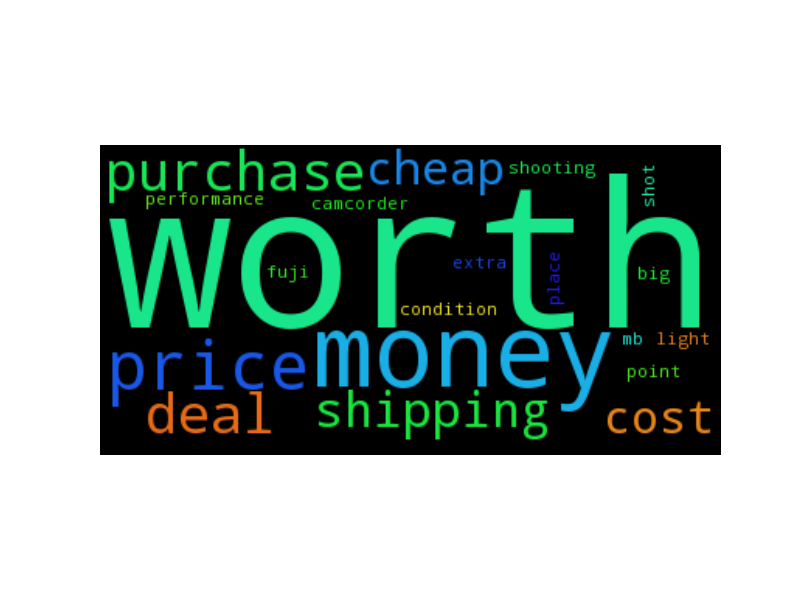 purchase cheap shooting shot
performance camcorder
worth
fuji extra place big
condition
price money mb light
point
deal shipping cost